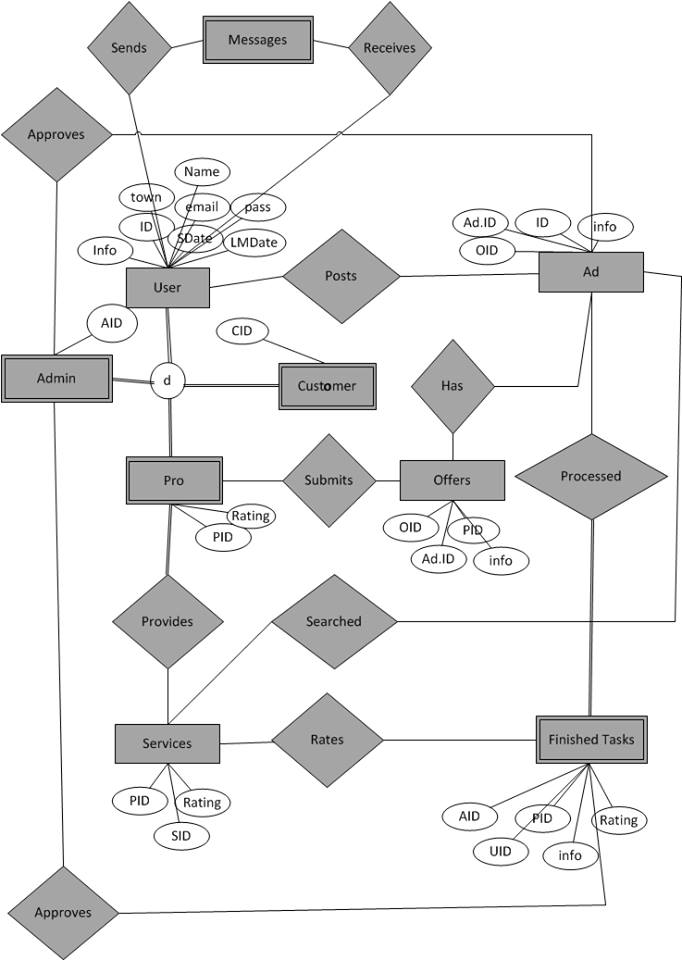 Messages
Sends
Receives
Approves
Name
town
email
pass
ID
SDate
LMDate
Info
User
Posts
Ad.ID
ID
info
OID
Ad
AID
CID
Admin
d
Customer
Has
Pro
Submits
Offers
Processed
Rating
PID
OID
PID
Ad.ID
info
Provides
Searched
Services
Rates
Finished Tasks
PID
Rating
SID
AID
PID
Rating
UID
info
Approves